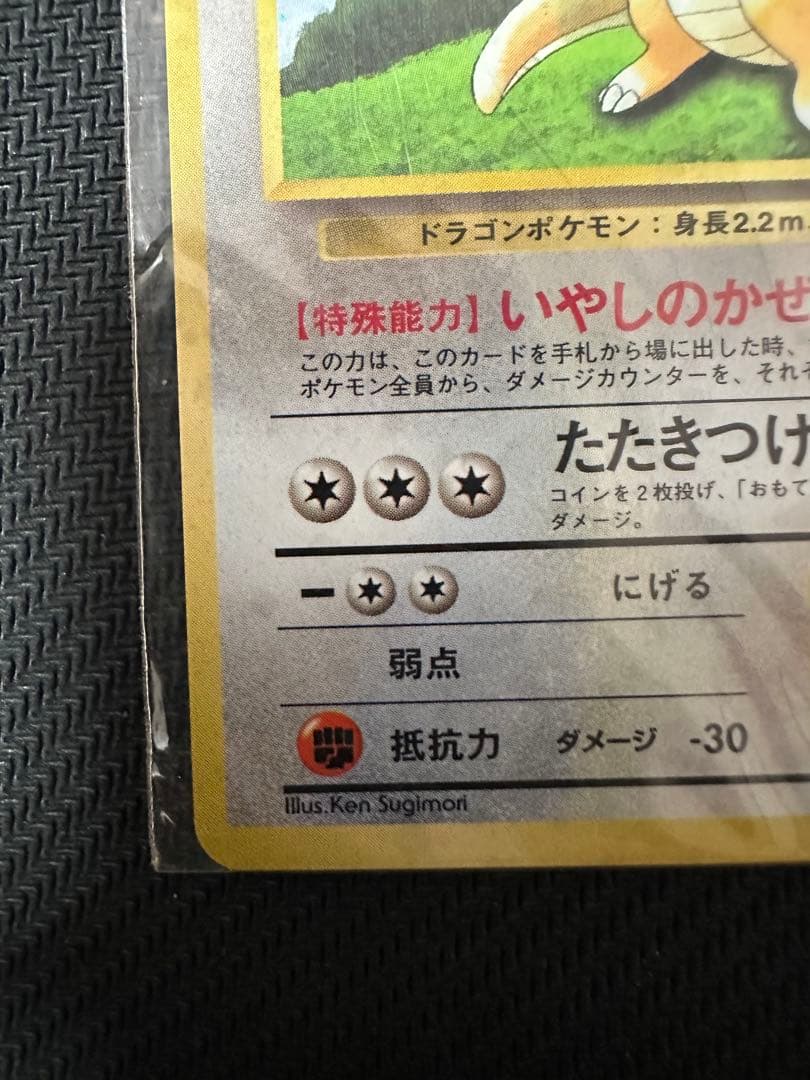 ドラゴンポケモン：身長2.2m
【特殊能力】いやしのかぜ
この力は、このカードを手札から場に出した時、
ポケモン全員から、ダメージカウンターを、それぞ
たたきつけ
コインを2枚投げ、「おもて
ダメージ。
にげる
弱点
抵抗力 ダメージ -30
Illus.Ken Sugimori